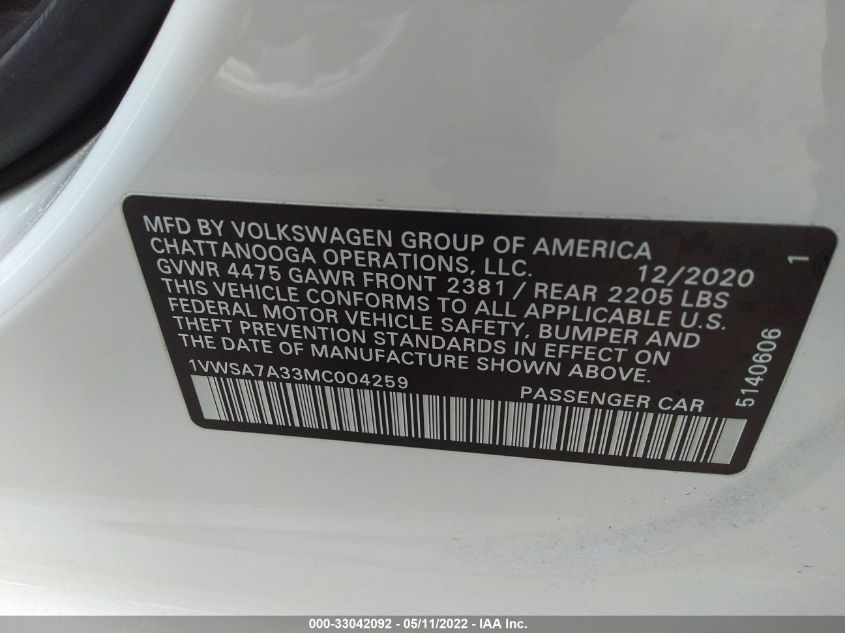 MFD BY VOLKSWAGEN GROUP OF AMERICA
CHATTANOOGA OPERATIONS, LLC. 12/2020 1
GVWR 4475 GAWR FRONT 2381 / REAR 2205 LBS
THIS VEHICLE CONFORMS TO ALL APPLICABLE U.S.
FEDERAL MOTOR VEHICLE SAFETY, BUMPER AND
THEFT PREVENTION STANDARDS IN EFFECT ON
THE DATE OF MANUFACTURE SHOWN ABOVE.
1VWSA7A33MC004259 PASSENGER CAR
5140606
000-33042092 - 05/11/2022 - IAA Inc.